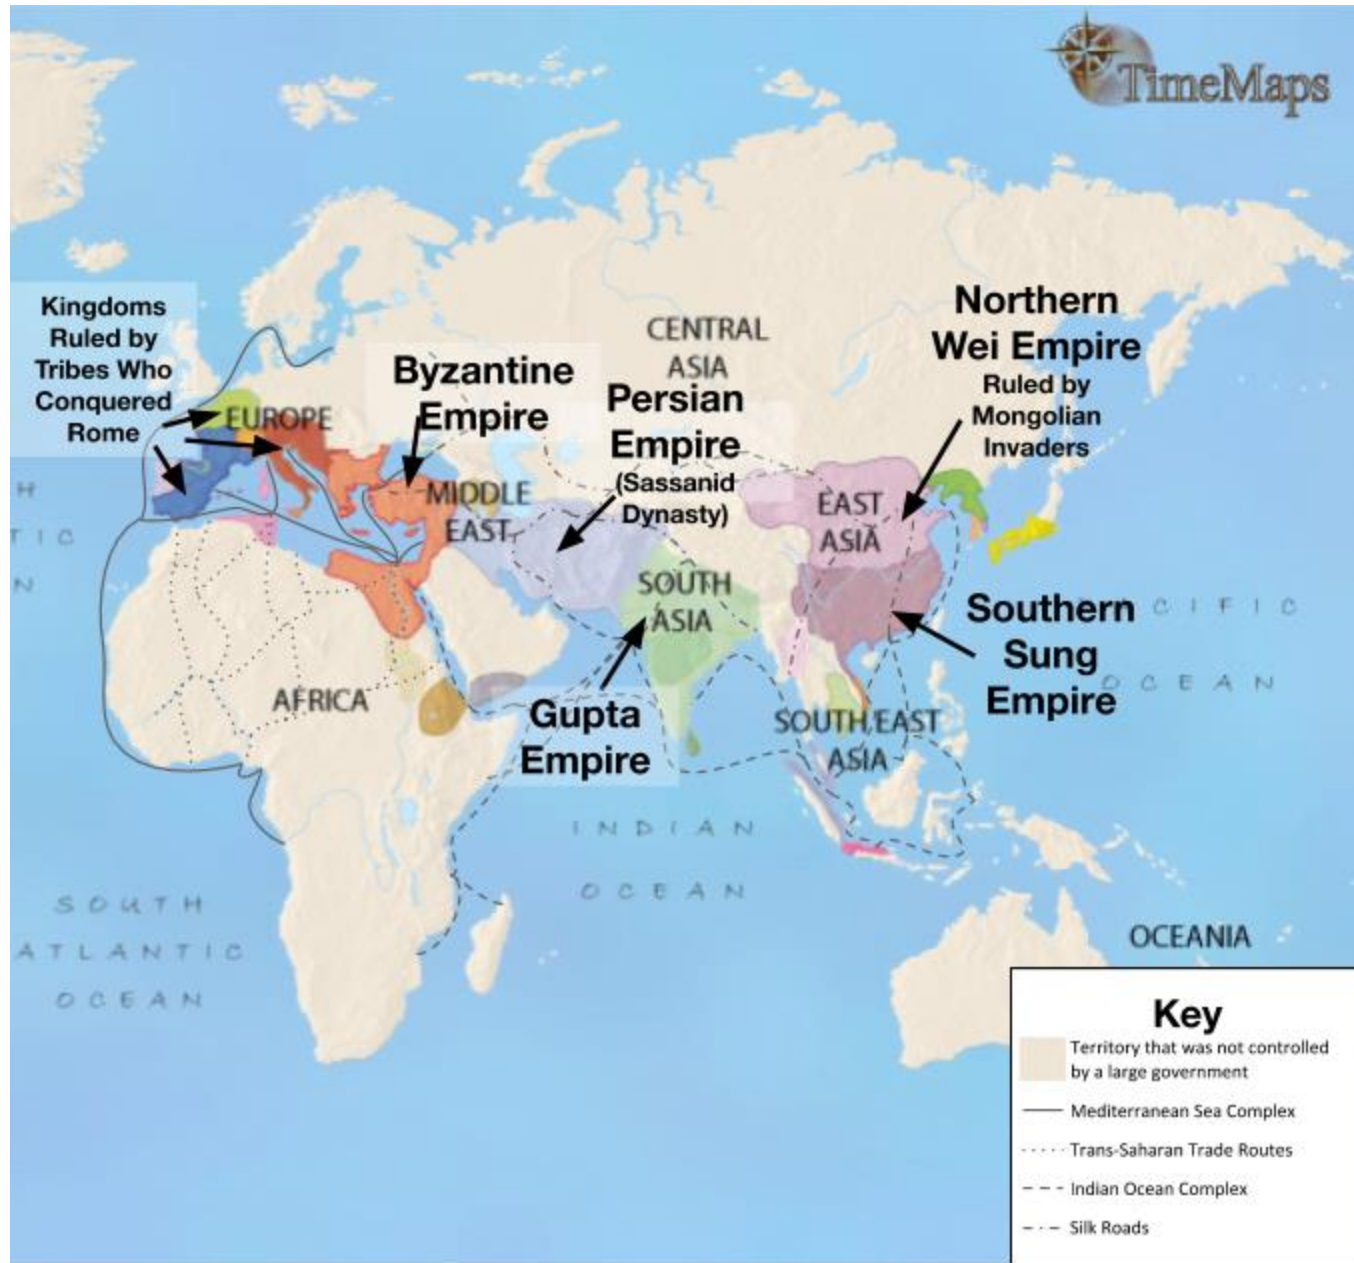 TimeMaps
Kingdoms
Ruled by
Tribes Who
Conquered
Rome
EUROPE
Byzantine
Empire
CENTRAL
ASIA
Persian
Empire
(Sassanid
Dynasty)
Northern
Wei Empire
Ruled by
Mongolian
Invaders
MIDDLE
EAST
EAST
ASIA
H
TIC
N
SOUTH
ASIA
Southern
Sung
Empire
PACIFIC
OCEAN
AFRICA
Gupta
Empire
SOUTH EAST
ASIA
INDIAN
OCEAN
SOUTH
ATLANTIC
OCEAN
OCEANIA
Key
Territory that was not controlled
by a large government
Mediterranean Sea Complex
Trans-Saharan Trade Routes
Indian Ocean Complex
Silk Roads